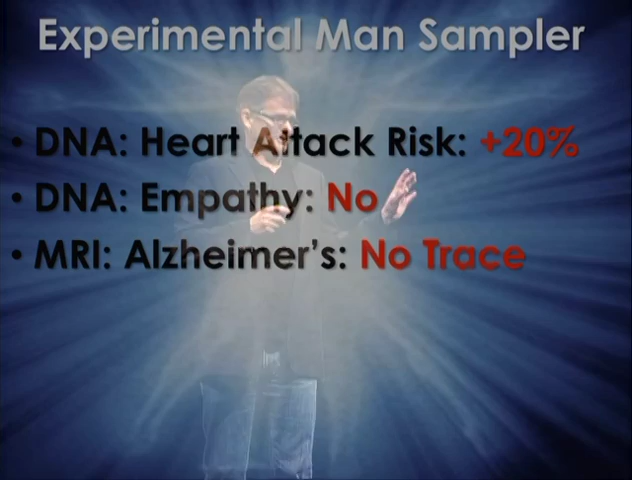 Experimental Man Sampler
• DNA: Heart Attack Risk: +20%
• DNA: Empathy: No
• MRI: Alzheimer's: No Trace